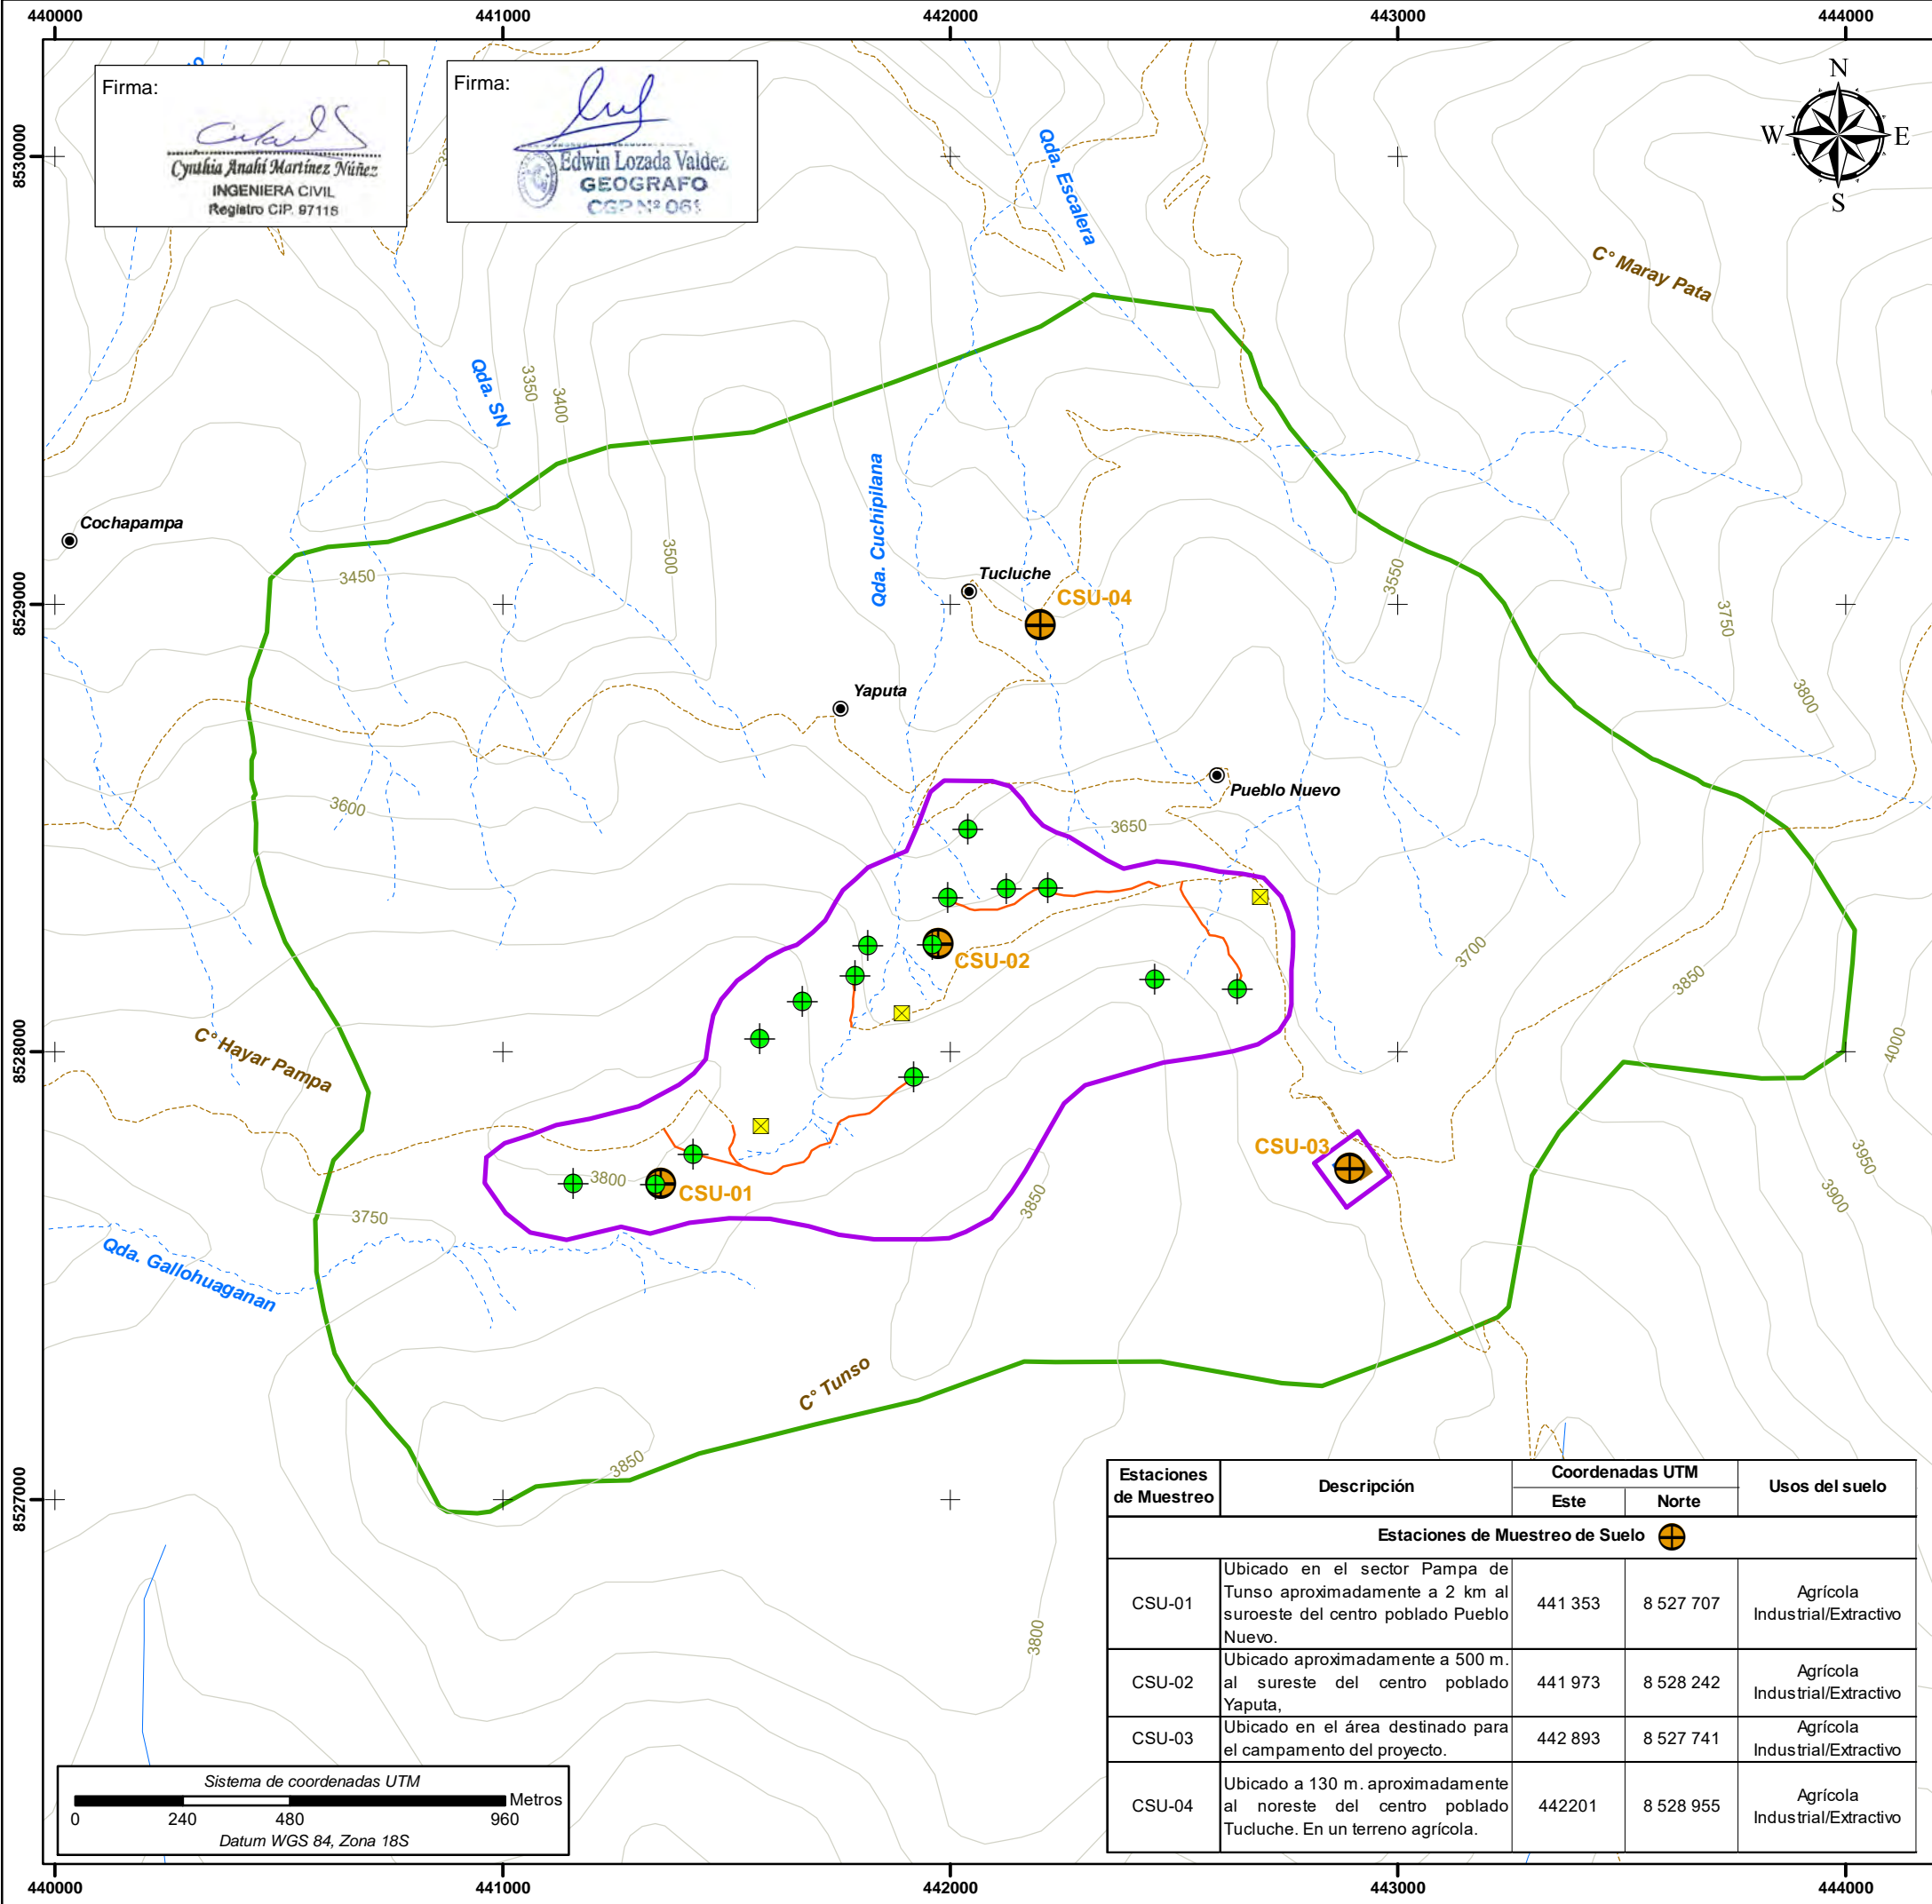 440000
441000
442000
443000
444000
8530000
8529000
8528000
8527000
Firma:
Cynthia Anahí Martínez Núñez
INGENIERA CIVIL
Registro CIP. 97118
Firma:
Edwin Lozada Valdez
GEOGRAFO
CGP Nº 061
N
W
E
S
Qda. Escalera
C° Maray Pata
Qda. SN
3350
3400
Qda. Cuchipilana
Cochapampa
3450
3500
Tucluche
CSU-04
3550
3750
3800
Yaputa
Pueblo Nuevo
3600
3650
CSU-02
3700
3850
4000
C° Hayar Pampa
CSU-03
3800
CSU-01
3850
3950
3900
3750
Qda. Gallohuaganan
C° Tunso
3850
3800
Estaciones de Muestreo
Descripción
Coordenadas UTM
Este
Norte
Usos del suelo
Estaciones de Muestreo de Suelo
CSU-01
Ubicado en el sector Pampa de
Tunso aproximadamente a 2 km al
suroeste del centro poblado Pueblo
Nuevo.
441 353
8 527 707
Agrícola
Industrial/Extractivo
CSU-02
Ubicado aproximadamente a 500 m.
al sureste del centro poblado
Yaputa,
441 973
8 528 242
Agrícola
Industrial/Extractivo
CSU-03
Ubicado en el área destinado para
el campamento del proyecto.
442 893
8 527 741
Agrícola
Industrial/Extractivo
CSU-04
Ubicado a 130 m. aproximadamente
al noreste del centro poblado
Tucluche. En un terreno agrícola.
442201
8 528 955
Agrícola
Industrial/Extractivo
Sistema de coordenadas UTM
Metros
0
240
480
960
Datum WGS 84, Zona 18S
440000
441000
442000
443000
444000